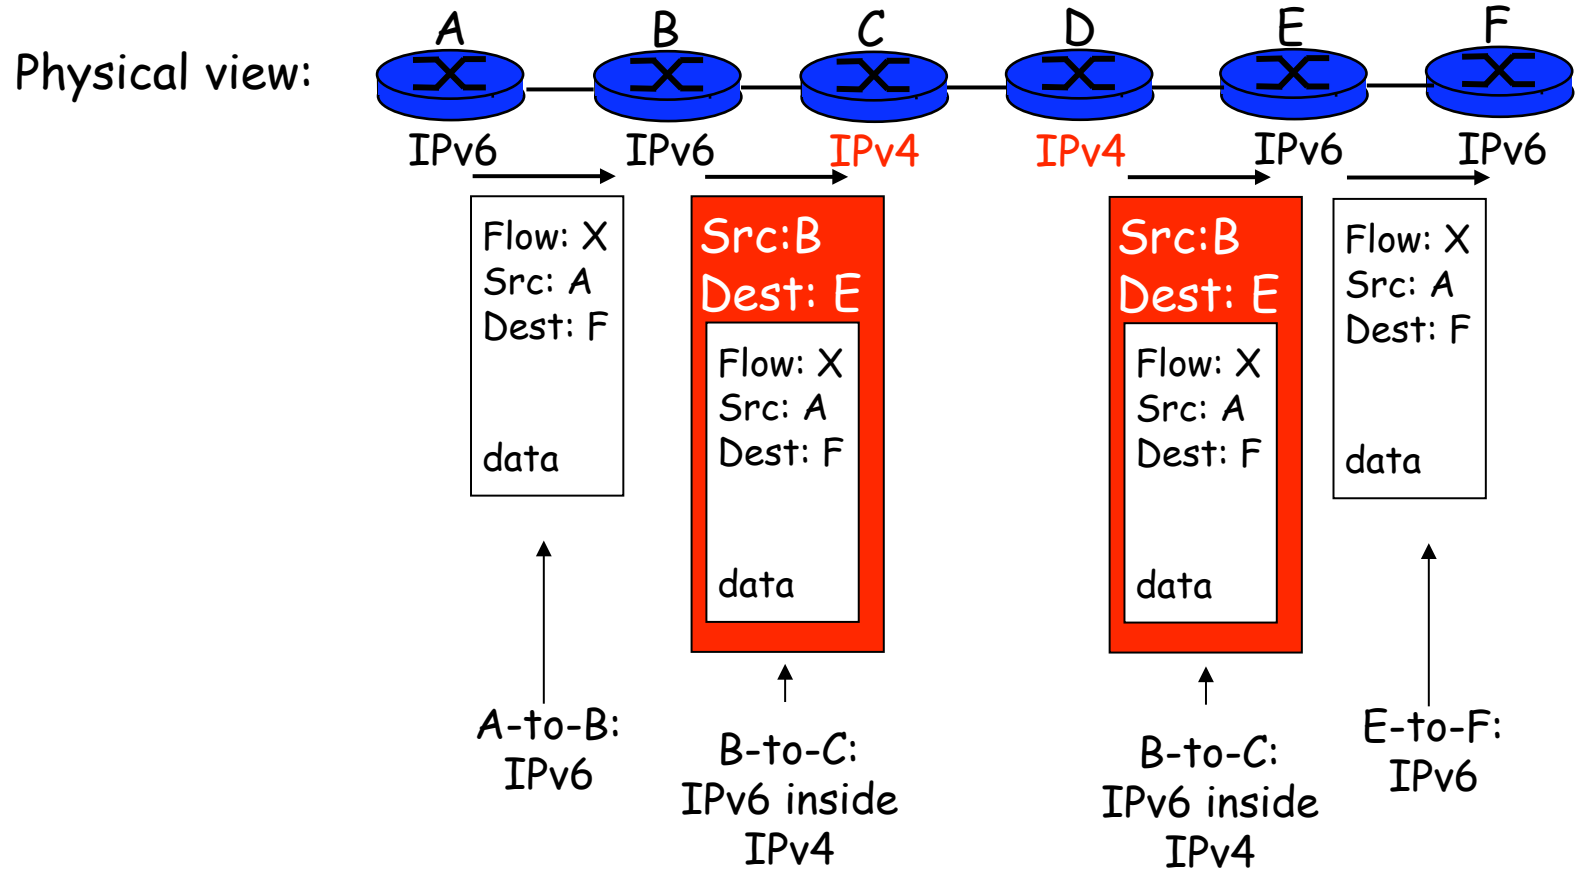 A B C D E F
Physical view:
IPv6 IPv6 IPv4 IPv4 IPv6 IPv6
Flow: X
Src: A
Dest: F
data
Src:B
Dest: E
Flow: X
Src: A
Dest: F
data
Src:B
Dest: E
Flow: X
Src: A
Dest: F
data
Flow: X
Src: A
Dest: F
data
A-to-B:
IPv6
B-to-C:
IPv6 inside
IPv4
B-to-C:
IPv6 inside
IPv4
E-to-F:
IPv6